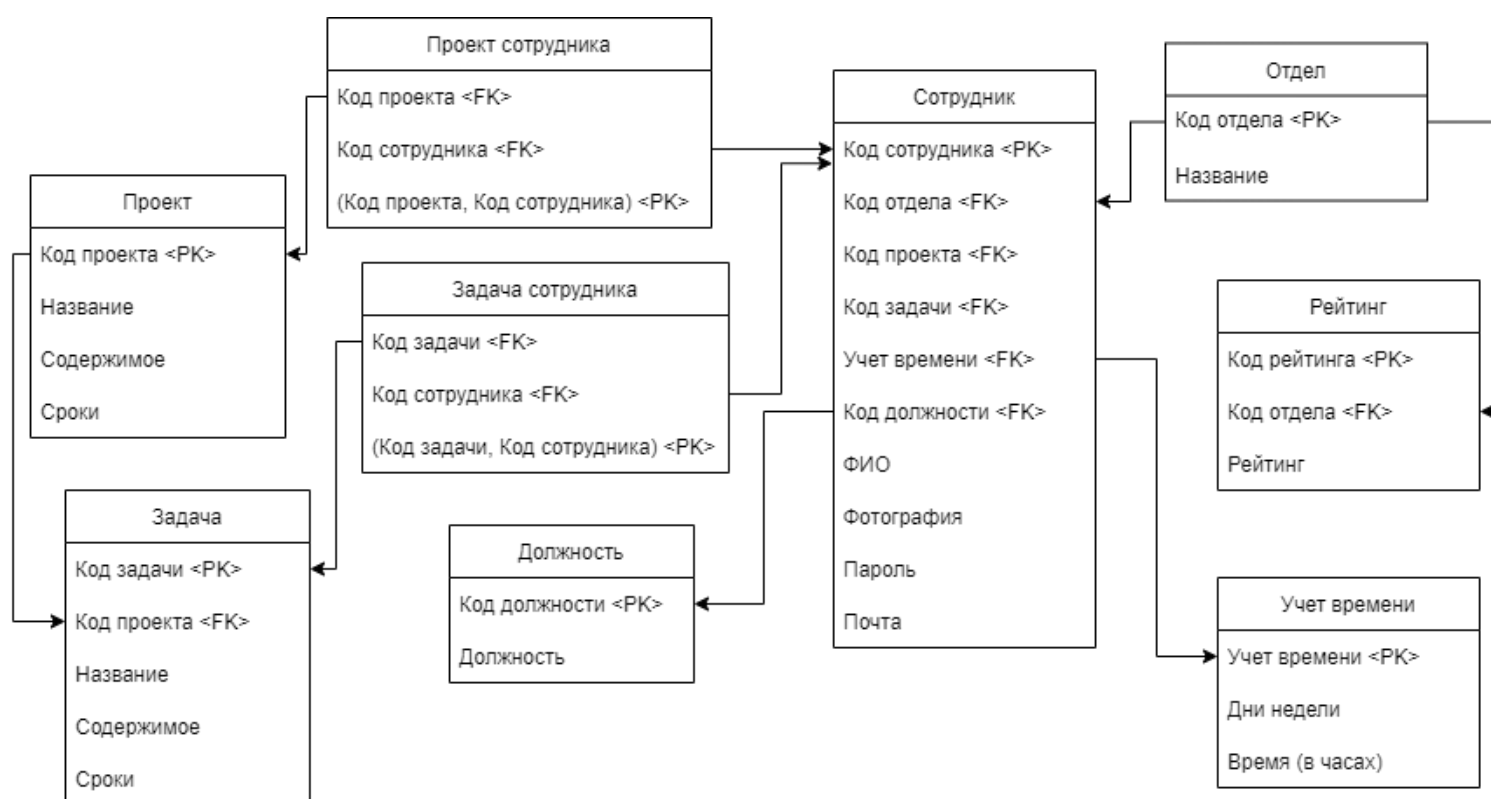 Проект сотрудника
Код проекта <FK>
Код сотрудника <FK>
(Код проекта, Код сотрудника) <PK>
Проект
Код проекта <PK>
Название
Содержимое
Сроки
Задача сотрудника
Код задачи <FK>
Код сотрудника <FK>
(Код задачи, Код сотрудника) <PK>
Задача
Код задачи <PK>
Код проекта <FK>
Название
Содержимое
Сроки
Должность
Код должности <PK>
Должность
Сотрудник
Код сотрудника <PK>
Код отдела <FK>
Код проекта <FK>
Код задачи <FK>
Учет времени <FK>
Код должности <FK>
ФИО
Фотография
Пароль
Почта
Отдел
Код отдела <PK>
Название
Рейтинг
Код рейтинга <PK>
Код отдела <FK>
Рейтинг
Учет времени
Учет времени <PK>
Дни недели
Время (в часах)